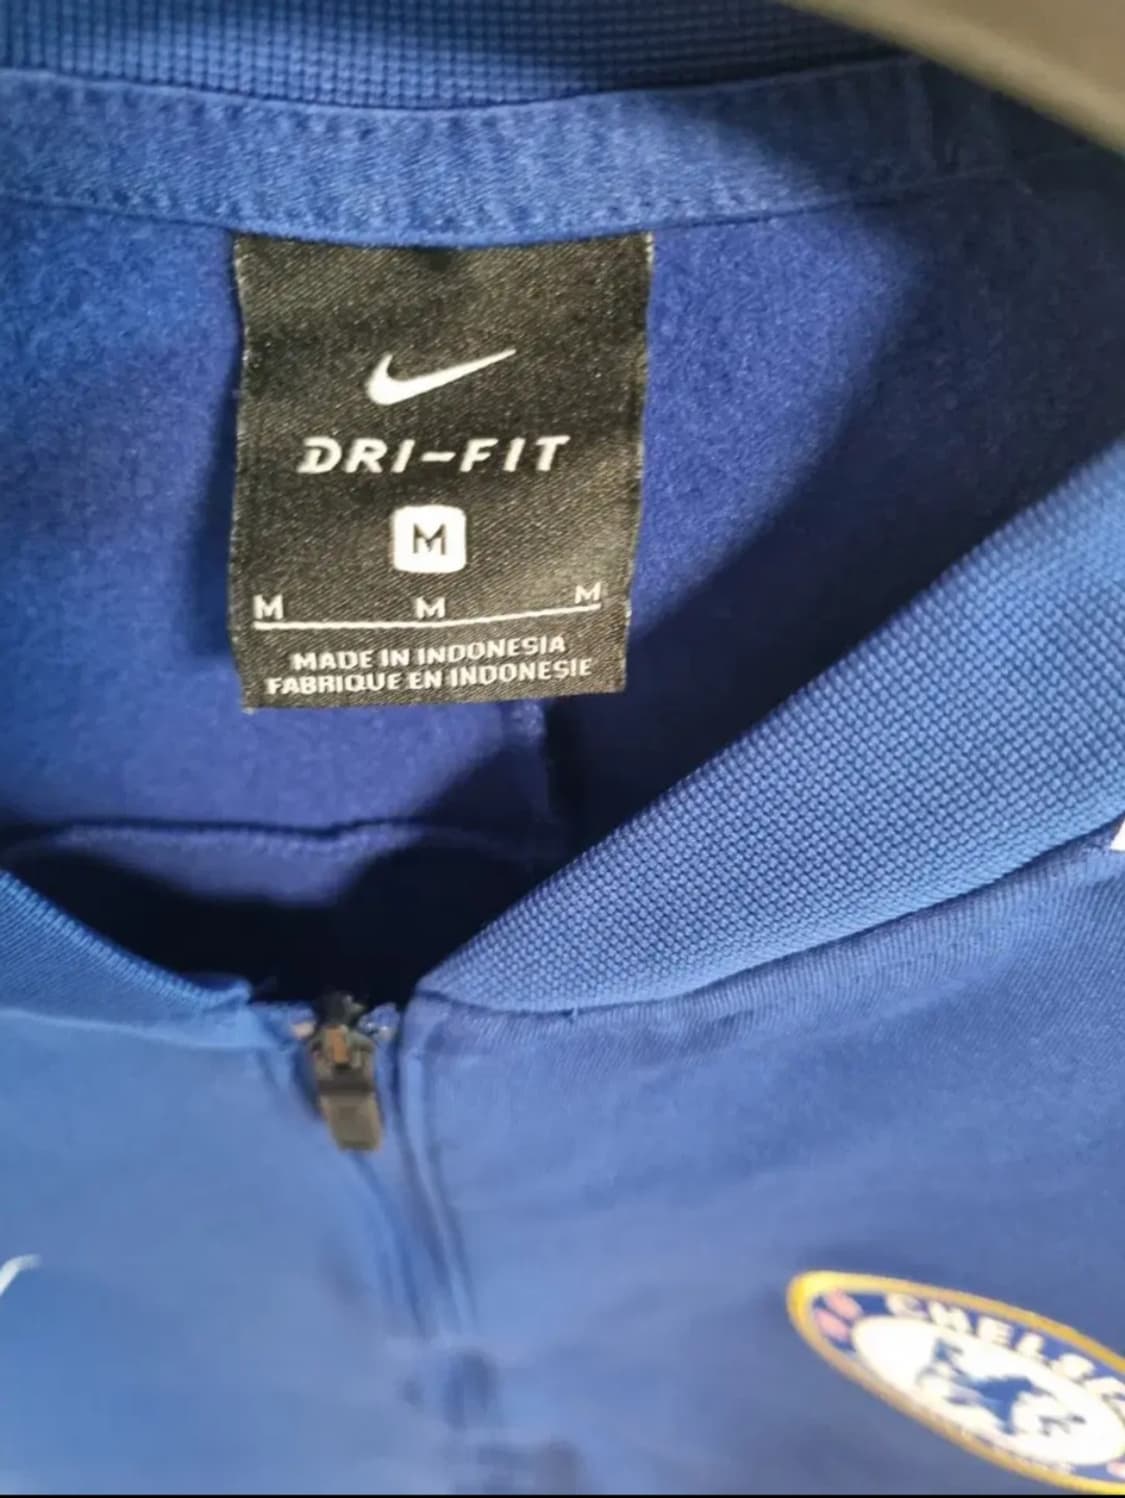 DRI-FIT
M
M M M
MADE IN INDONESIA
FABRIQUE EN INDONESIE
CHELSEA